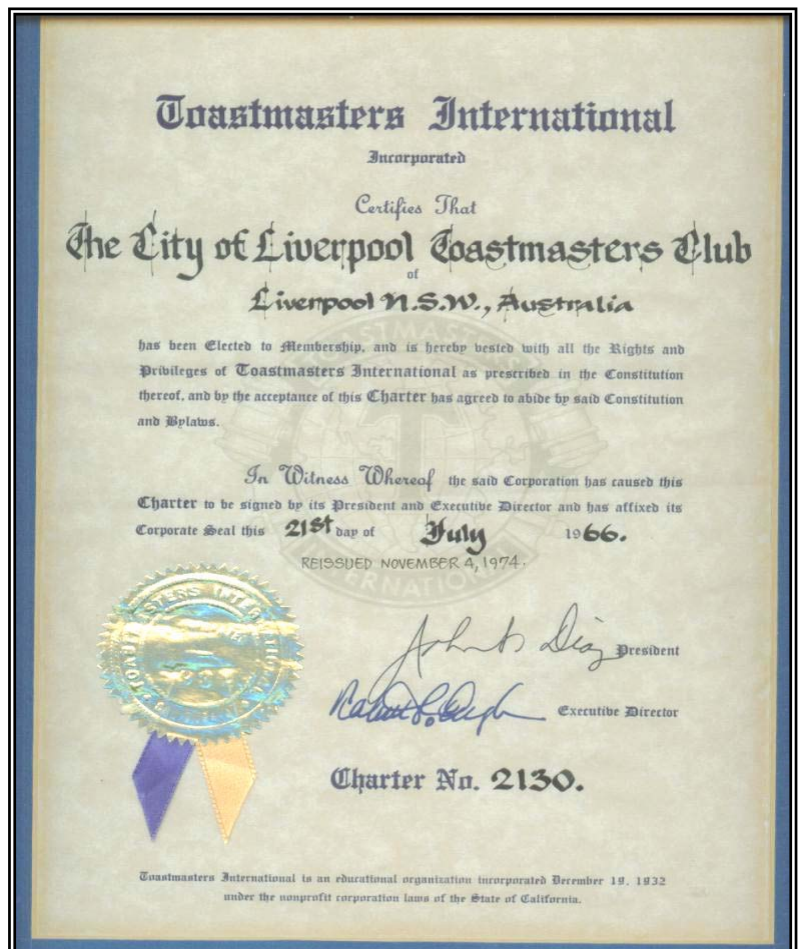 Toastmasters International
Incorporated
Certifies That
The City of Liverpool Toastmasters Club
of
Liverpool N.S.W., Australia
has been Elected to Membership, and is hereby vested with all the Rights and
Privileges of Toastmasters International as prescribed in the Constitution
thereof, and by the acceptance of this Charter has agreed to abide by said Constitution
and Bylaws.
In Witness Whereof the said Corporation has caused this
Charter to be signed by its President and Executive Director and has affixed its
Corporate Seal this 21st day of July 1966.
REISSUED NOVEMBER 4, 1974.
TOASTMASTERS INTERNATIONAL
President
Executive Director
Charter No. 2130.
Toastmasters International is an educational organization incorporated December 19, 1932
under the nonprofit corporation laws of the State of California.